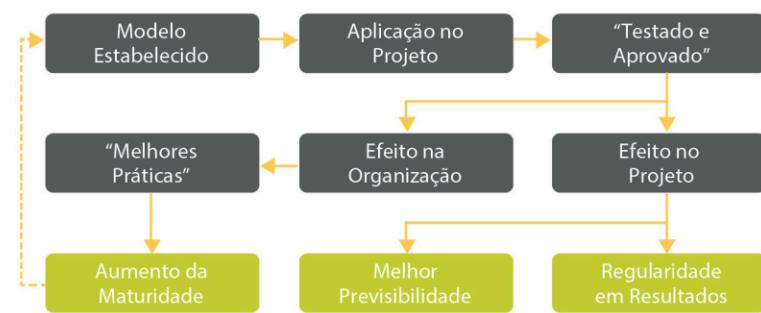 Modelo
Estabelecido
Aplicação no
Projeto
“Testado e
Aprovado”
“Melhores
Práticas”
Efeito na
Organização
Efeito no
Projeto
Aumento da
Maturidade
Melhor
Previsibilidade
Regularidade
em Resultados